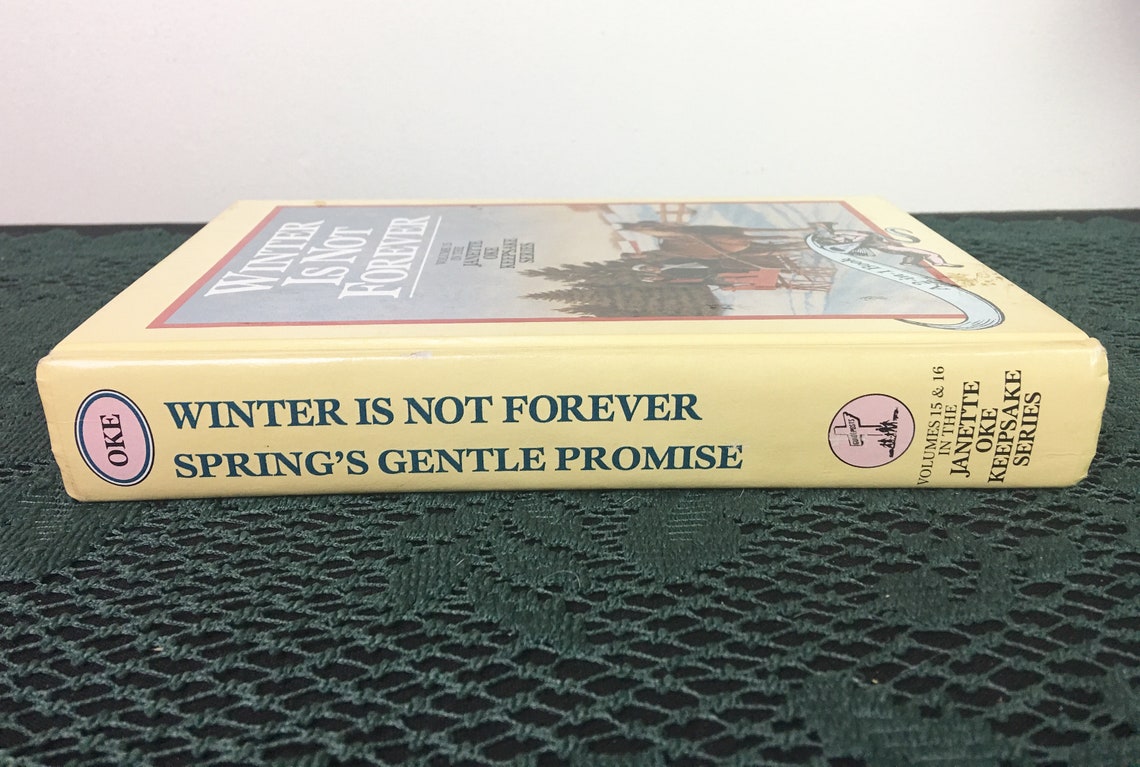 WINTER
IS NOT
FOREVER
VOLUME 15
IN THE
JANETTE
OKE
KEEPSAKE
SERIES
OKE
WINTER IS NOT FOREVER
SPRING'S GENTLE PROMISE
VOLUMES 15 & 16
IN THE
JANETTE
OKE
KEEPSAKE
SERIES